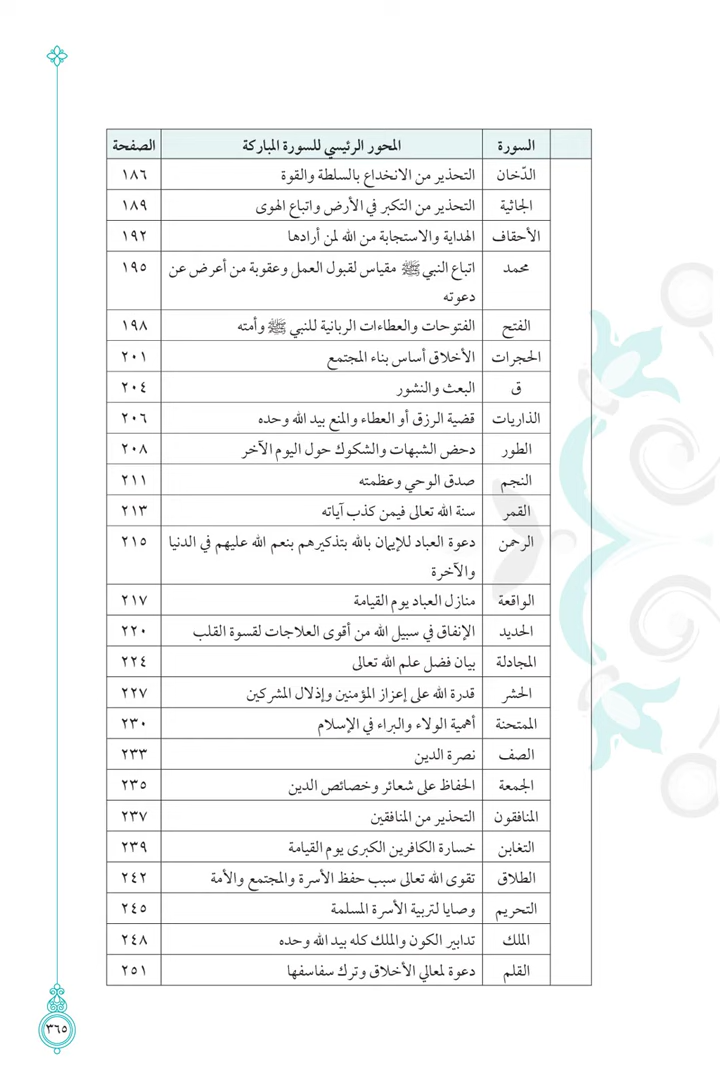 السورة المحور الرئيسي للسورة المباركة الصفحة
الدّخان التحذير من الانخداع بالسلطة والقوة ١٨٦
الجاثية التحذير من التكبر في الأرض واتباع الهوى ١٨٩
الأحقاف الهداية والاستجابة من الله لمن أرادها ١٩٢
محمد اتباع النبي ﷺ مقياس لقبول العمل وعقوبة من أعرض عن ١٩٥
دعوته
الفتح الفتوحات والعطاءات الربانية للنبي ﷺ وأمته ١٩٨
الحجرات الأخلاق أساس بناء المجتمع ٢٠١
ق البعث والنشور ٢٠٤
الذاريات قضية الرزق أو العطاء والمنع بيد الله وحده ٢٠٦
الطور دحض الشبهات والشكوك حول اليوم الآخر ٢٠٨
النجم صدق الوحي وعظمته ٢١١
القمر سنة الله تعالى فيمن كذب آياته ٢١٣
الرحمن دعوة العباد للإيمان بالله بتذكيرهم بنعم الله عليهم في الدنيا ٢١٥
والآخرة
الواقعة منازل العباد يوم القيامة ٢١٧
الحديد الإنفاق في سبيل الله من أقوى العلاجات لقسوة القلب ٢٢٠
المجادلة بيان فضل علم الله تعالى ٢٢٤
الحشر قدرة الله على إعزاز المؤمنين وإذلال المشركين ٢٢٧
الممتحنة أهمية الولاء والبراء في الإسلام ٢٣٠
الصف نصرة الدين ٢٣٣
الجمعة الحفاظ على شعائر وخصائص الدين ٢٣٥
المنافقون التحذير من المنافقين ٢٣٧
التغابن خسارة الكافرين الكبرى يوم القيامة ٢٣٩
الطلاق تقوى الله تعالى سبب حفظ الأسرة والمجتمع والأمة ٢٤٢
التحريم وصايا لتربية الأسرة المسلمة ٢٤٥
الملك تدابير الكون والملك كله بيد الله وحده ٢٤٨
القلم دعوة لمعالي الأخلاق وترك سفاسفها ٢٥١
٣٦٥